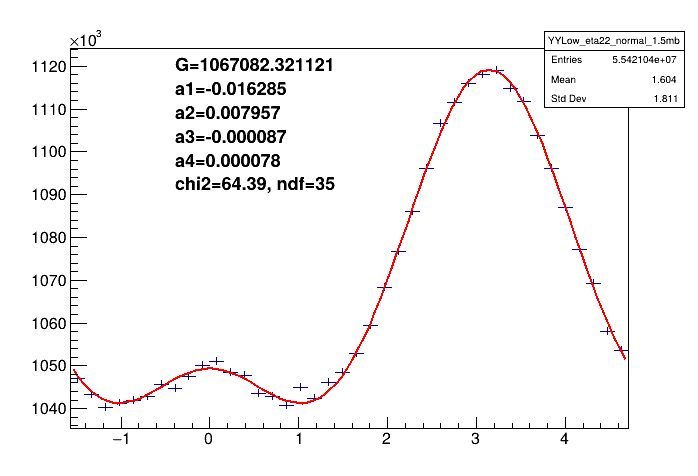 ×10³
YYLow_eta22_normal_1.5mb
Entries 5.542104e+07
Mean 1.604
Std Dev 1.811
G=1067082.321121
a1=-0.016285
a2=0.007957
a3=-0.000087
a4=0.000078
chi2=64.39, ndf=35
1120
1110
1100
1090
1080
1070
1060
1050
1040
−1 0 1 2 3 4